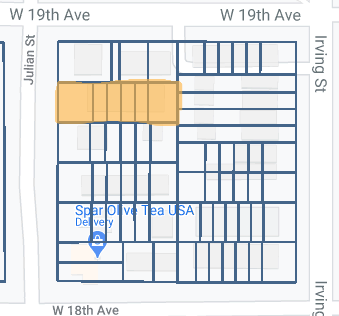 W 19th Ave
W 19th Ave
Julian St
Irving St
Spar Olive Tea USA
Delivery
W 18th Ave
Irving